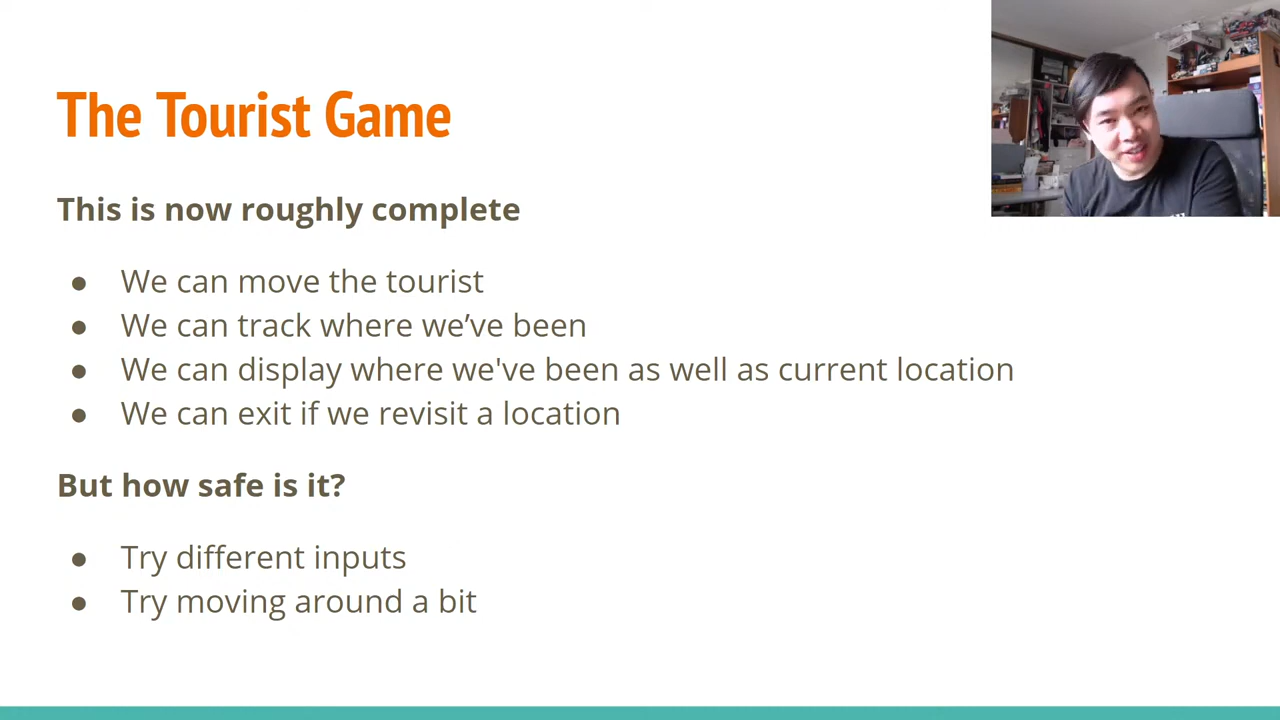 The Tourist Game
This is now roughly complete
● We can move the tourist
● We can track where we’ve been
● We can display where we've been as well as current location
● We can exit if we revisit a location
But how safe is it?
● Try different inputs
● Try moving around a bit